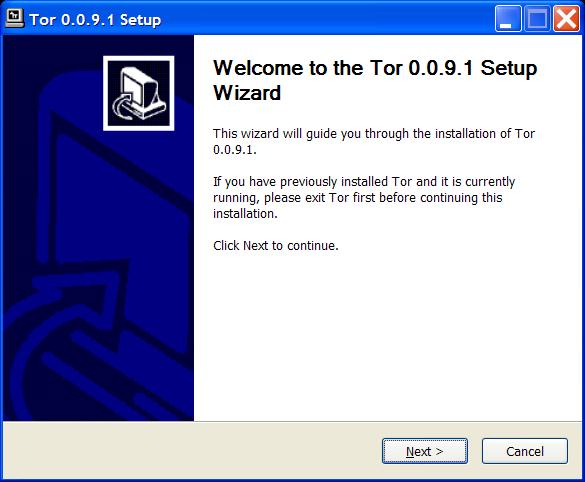 Tor 0.0.9.1 Setup
Welcome to the Tor 0.0.9.1 Setup
Wizard
This wizard will guide you through the installation of Tor
0.0.9.1.
If you have previously installed Tor and it is currently
running, please exit Tor first before continuing this
installation.
Click Next to continue.
Next >
Cancel